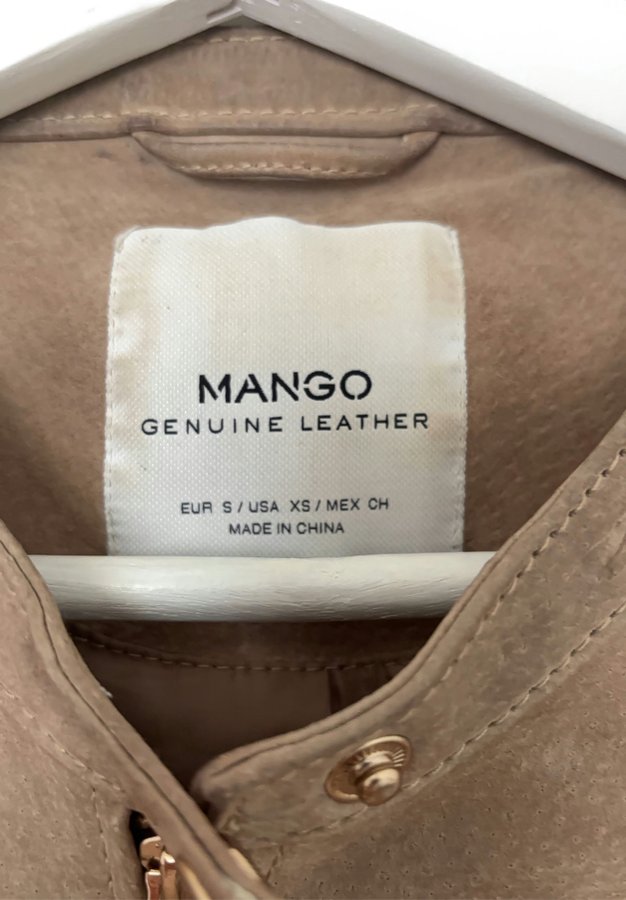 MANGO
GENUINE LEATHER
EUR S / USA XS / MEX CH
MADE IN CHINA